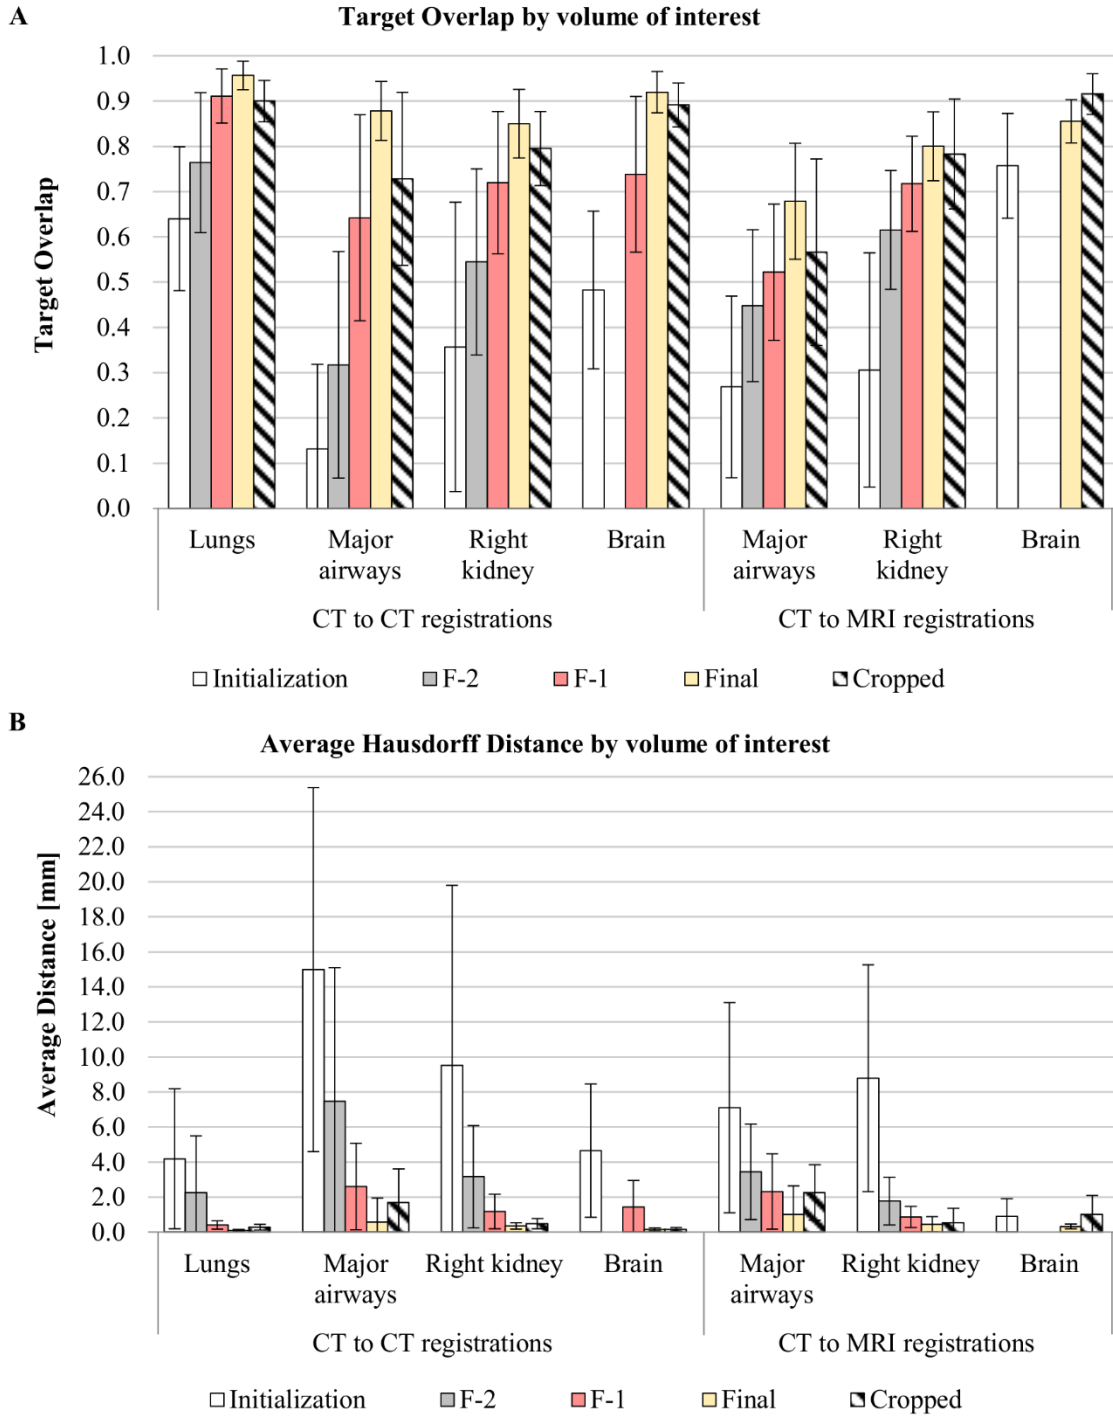 A
Target Overlap by volume of interest
1.0
0.9
0.8
0.7
0.6
0.5
0.4
0.3
0.2
0.1
0.0
Target Overlap
Lungs
Major airways
Right kidney
Brain
Major airways
Right kidney
Brain
CT to CT registrations
CT to MRI registrations
Initialization F-2 F-1 Final Cropped
B
Average Hausdorff Distance by volume of interest
26.0
24.0
22.0
20.0
18.0
16.0
14.0
12.0
10.0
8.0
6.0
4.0
2.0
0.0
Average Distance [mm]
Lungs
Major airways
Right kidney
Brain
Major airways
Right kidney
Brain
CT to CT registrations
CT to MRI registrations
Initialization F-2 F-1 Final Cropped